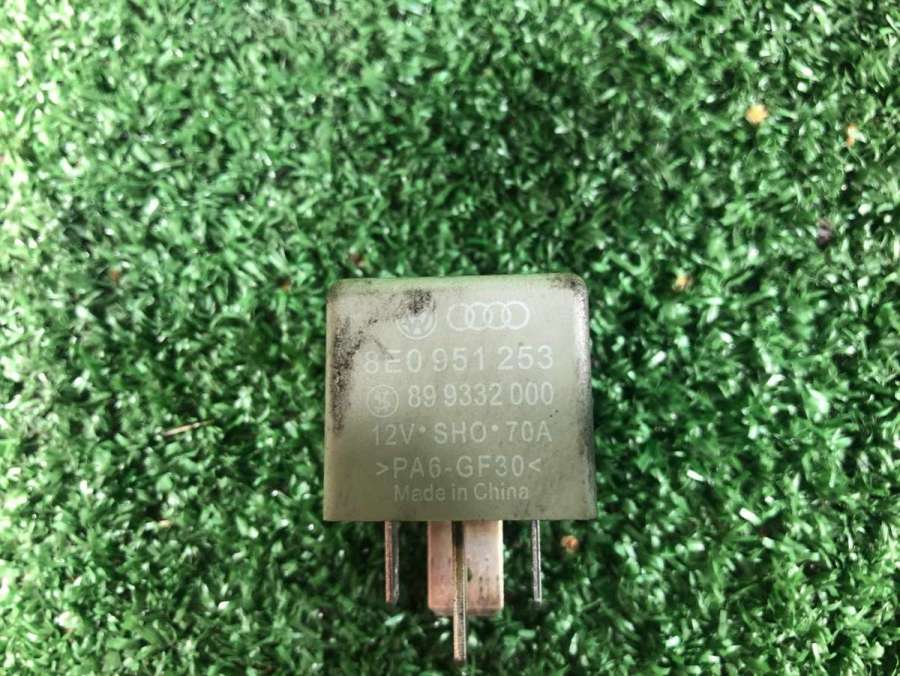 8E0 951 253
89 9332 000
12V• SHO• 70A
>PA6-GF30<
Made in China